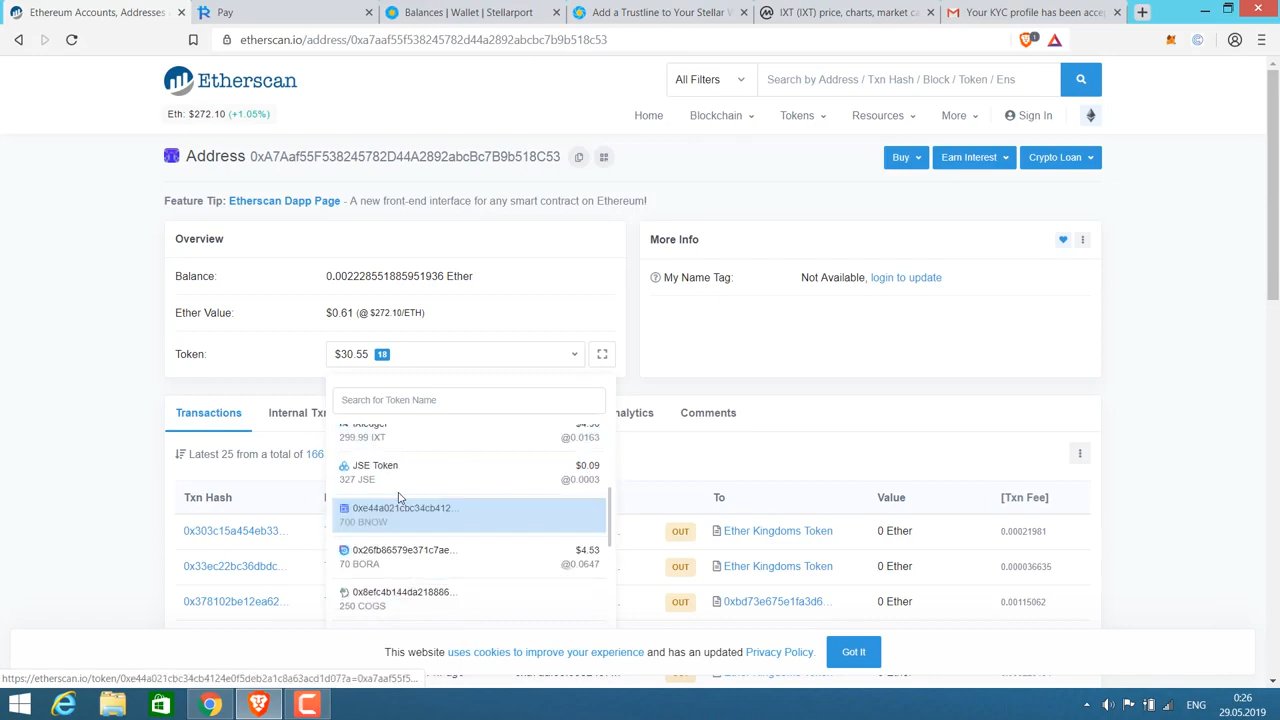 Ethereum Accounts, Addresses
Pay
Balances | Wallet | Stellarport
Add a Trustline to Your Stellar W
IXT (IXT) price, charts, market ca
Your KYC profile has been accep
etherscan.io/address/0xa7aaf55f538245782d44a2892abcbc7b9b518c53
1
Etherscan
All Filters
Search by Address / Txn Hash / Block / Token / Ens
Eth: $272.10 (+1.05%)
Home
Blockchain
Tokens
Resources
More
Sign In
Address 0xA7Aaf55F538245782D44A2892abcBc7B9b518C53
Buy
Earn Interest
Crypto Loan
Feature Tip: Etherscan Dapp Page - A new front-end interface for any smart contract on Ethereum!
Overview
More Info
Balance: 0.002228551885951936 Ether
My Name Tag: Not Available, login to update
Ether Value: $0.61 (@ $272.10/ETH)
Token: $30.55 18
Search for Token Name
Transactions
Internal Txn
nalytics
Comments
299.99 IXT @0.0163
Latest 25 from a total of 166
JSE Token $0.09
327 JSE @0.0003
Txn Hash
To
Value
[Txn Fee]
0xe44a021cbc34cb412...
700 BNOW
0x303c15a454eb33... OUT Ether Kingdoms Token 0 Ether 0.00021981
0x26fb86579e371c7ae... $4.53
70 BORA @0.0647
0x33ec22bc36dbdc... OUT Ether Kingdoms Token 0 Ether 0.000036635
0x8efc4b144da218886...
250 COGS
0x378102be12ea62... OUT 0xbd73e675e1fa3d6... 0 Ether 0.00115062
This website uses cookies to improve your experience and has an updated Privacy Policy.
Got It
https://etherscan.io/token/0xe44a021cbc34cb4124e0f5deb2a1c8a63acd1d07?a=0xa7aaf55f5...
ENG
0:26
29.05.2019